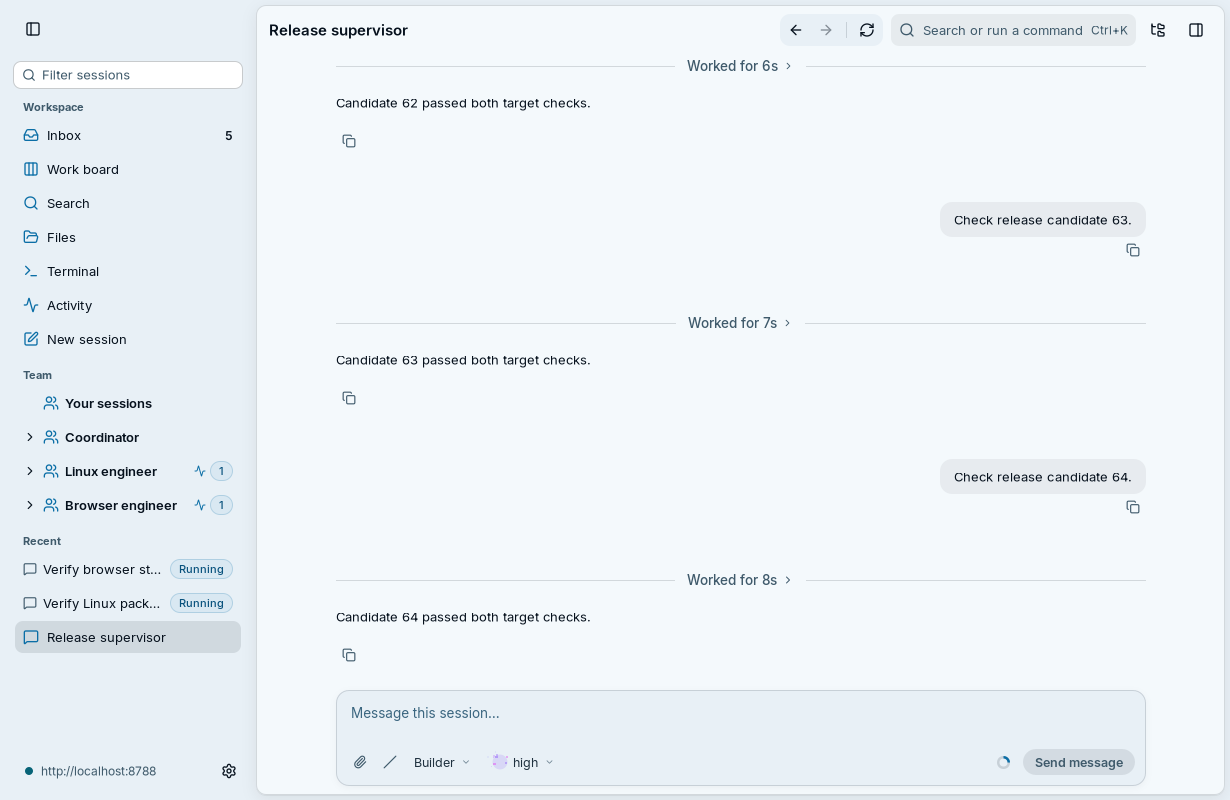 Release supervisor
Search or run a command Ctrl+K
Filter sessions
Workspace
Inbox 5
Work board
Search
Files
Terminal
Activity
New session
Team
Your sessions
Coordinator
Linux engineer 1
Browser engineer 1
Recent
Verify browser st... Running
Verify Linux pack... Running
Release supervisor
http://localhost:8788
Worked for 6s
Candidate 62 passed both target checks.
Check release candidate 63.
Worked for 7s
Candidate 63 passed both target checks.
Check release candidate 64.
Worked for 8s
Candidate 64 passed both target checks.
Message this session...
Builder high Send message